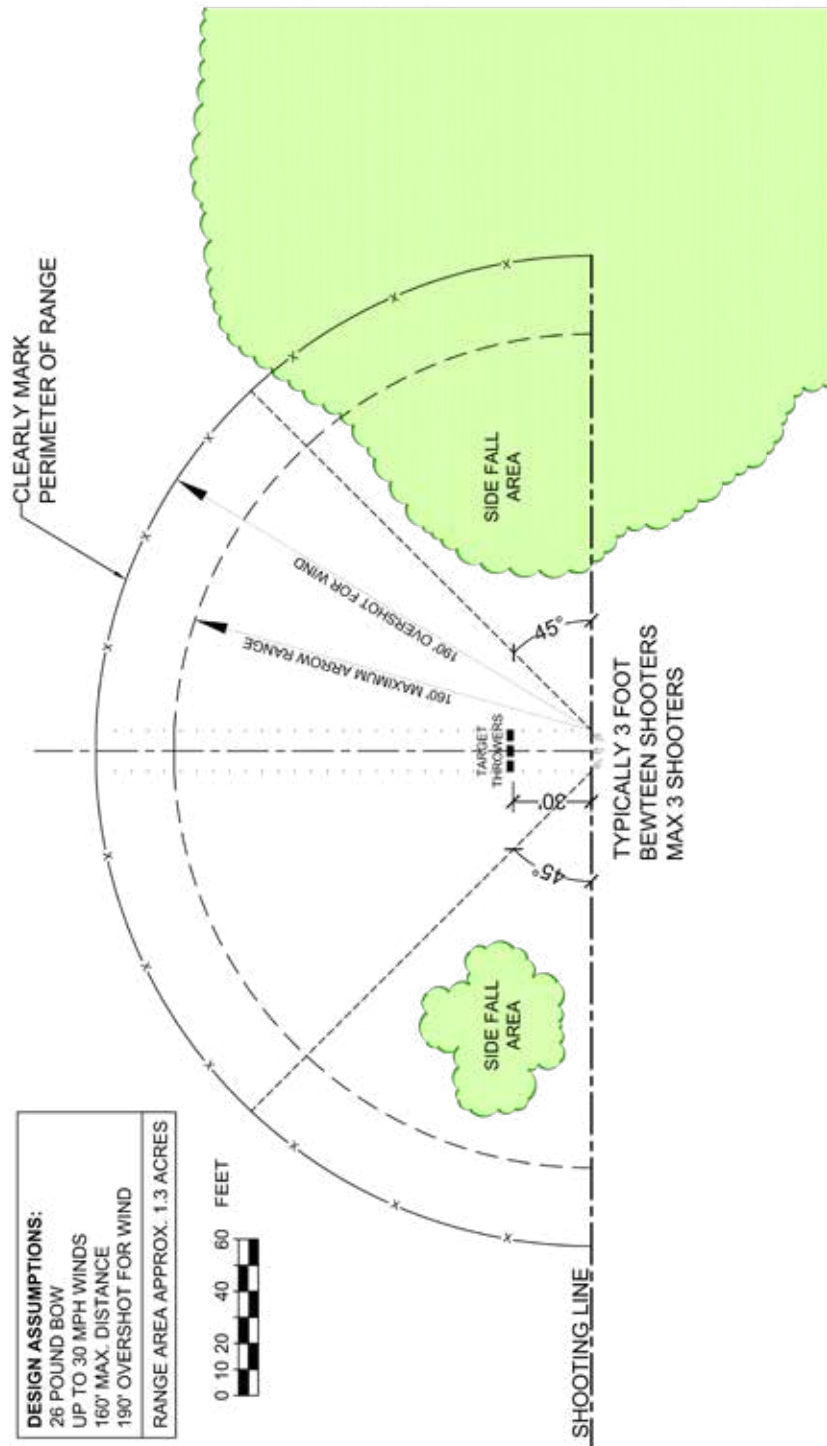 DESIGN ASSUMPTIONS:
26 POUND BOW
UP TO 30 MPH WINDS
160' MAX. DISTANCE
190' OVERSHOT FOR WIND
RANGE AREA APPROX. 1.3 ACRES
0 10 20 40 60 FEET
CLEARLY MARK
PERIMETER OF RANGE
190' OVERSHOT FOR WIND
160' MAXIMUM ARROW RANGE
TARGET
THROWERS
30'
45°
45°
SIDE FALL
AREA
SIDE FALL
AREA
SHOOTING LINE
TYPICALLY 3 FOOT
BEWTEEN SHOOTERS
MAX 3 SHOOTERS